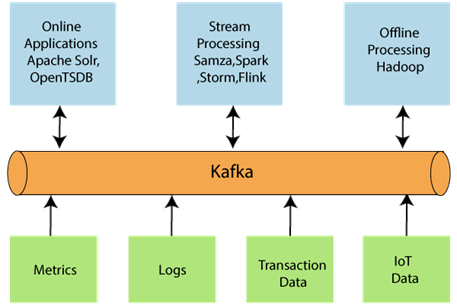 Online
Applications
Apache Solr,
OpenTSDB
Stream
Processing
Samza,Spark
,Storm,Flink
Offline
Processing
Hadoop
Kafka
Metrics
Logs
Transaction
Data
IoT
Data